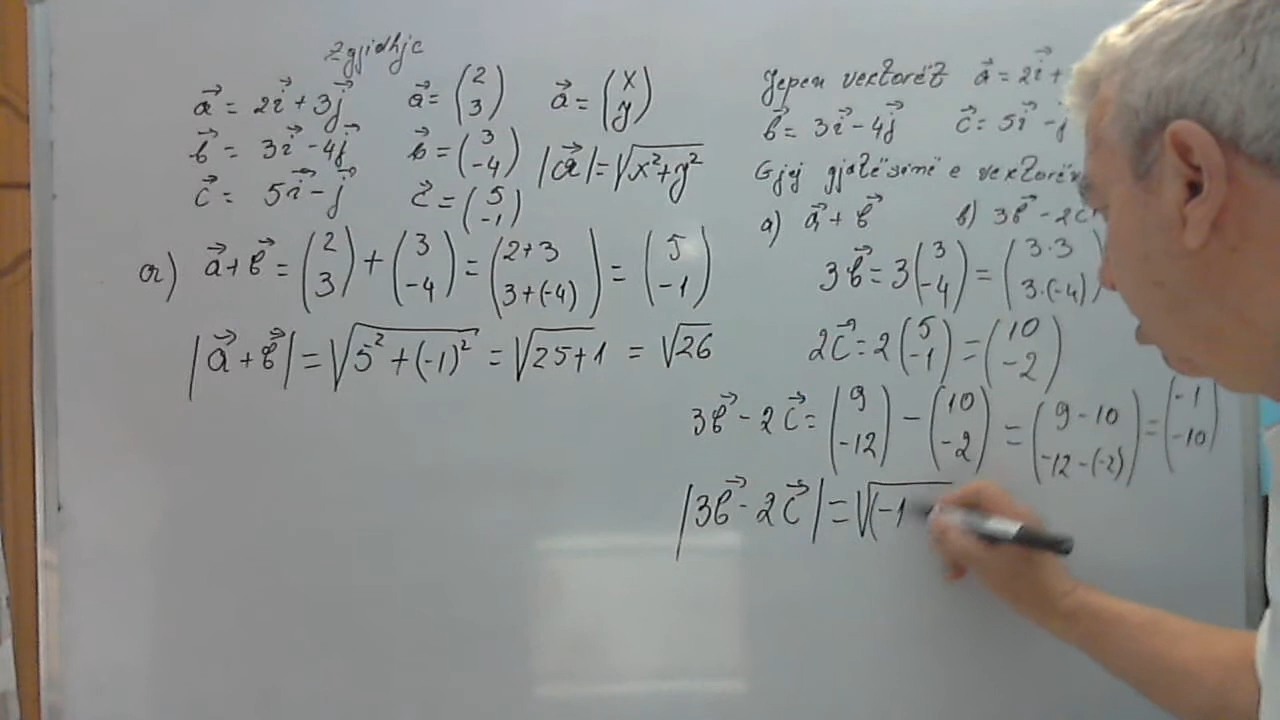 Zgjidhje
a⃗ = 2i⃗ + 3j⃗   a⃗ = (2 3)   a⃗ = (x y)
b⃗ = 3i⃗ - 4j⃗   b⃗ = (3 -4)   |a⃗| = √(x²+y²)
c⃗ = 5i⃗ - j⃗   c⃗ = (5 -1)
a) a⃗+b⃗ = (2 3) + (3 -4) = (2+3 3+(-4)) = (5 -1)
|a⃗+b⃗| = √(5²+(-1)²) = √(25+1) = √26
Jepen vektorët a⃗ = 2i⃗ +
b⃗ = 3i⃗ - 4j⃗   c⃗ = 5i⃗ - j
Gjej gjatësinë e vektorëve
a) a⃗ + b⃗   b) 3b⃗ - 2c
3b⃗ = 3(3 -4) = (3·3 3·(-4))
2c⃗ = 2(5 -1) = (10 -2)
3b⃗ - 2c⃗ = (9 -12) - (10 -2) = (9-10 -12-(-2)) = (-1 -10)
|3b⃗ - 2c⃗| = √(-1